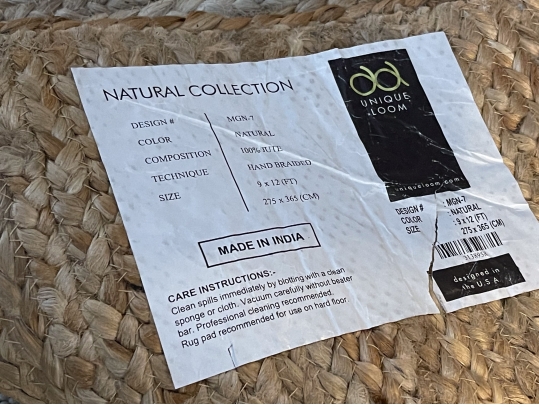 NATURAL COLLECTION
DESIGN # MGN-7
COLOR NATURAL
COMPOSITION 100% JUTE
TECHNIQUE HAND BRAIDED
SIZE 9 x 12 (FT)
275 x 365 (CM)
MADE IN INDIA
CARE INSTRUCTIONS:-
Clean spills immediately by blotting with a clean
sponge or cloth. Vacuum carefully without beater
bar. Professional cleaning recommended.
Rug pad recommended for use on hard floor
UNIQUE
LOOM
uniqueloom.com
DESIGN # : MGN-7
COLOR : NATURAL
SIZE : 9 x 12 (FT)
275 x 365 (CM)
designed in
the U.S.A